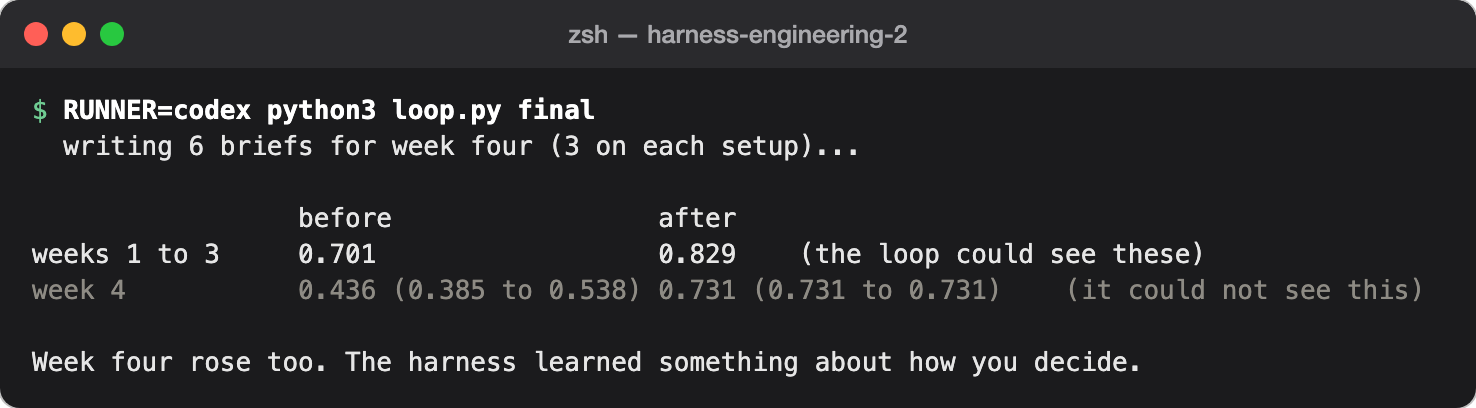 zsh — harness-engineering-2
$ RUNNER=codex python3 loop.py final
writing 6 briefs for week four (3 on each setup)...
before after
weeks 1 to 3 0.701 0.829 (the loop could see these)
week 4 0.436 (0.385 to 0.538) 0.731 (0.731 to 0.731) (it could not see this)
Week four rose too. The harness learned something about how you decide.